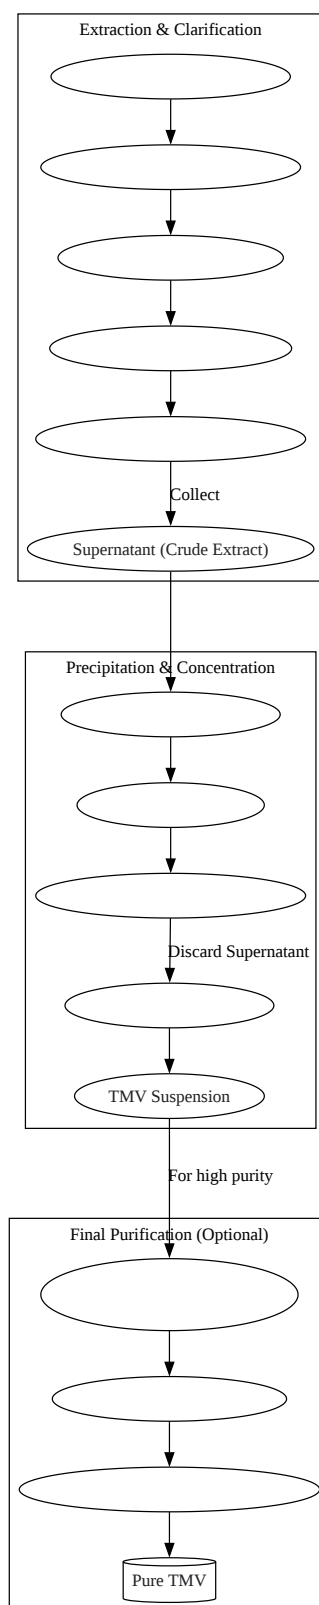 Extraction & Clarification
Collect
Supernatant (Crude Extract)
Precipitation & Concentration
Discard Supernatant
TMV Suspension
For high purity
Final Purification (Optional)
Pure TMV